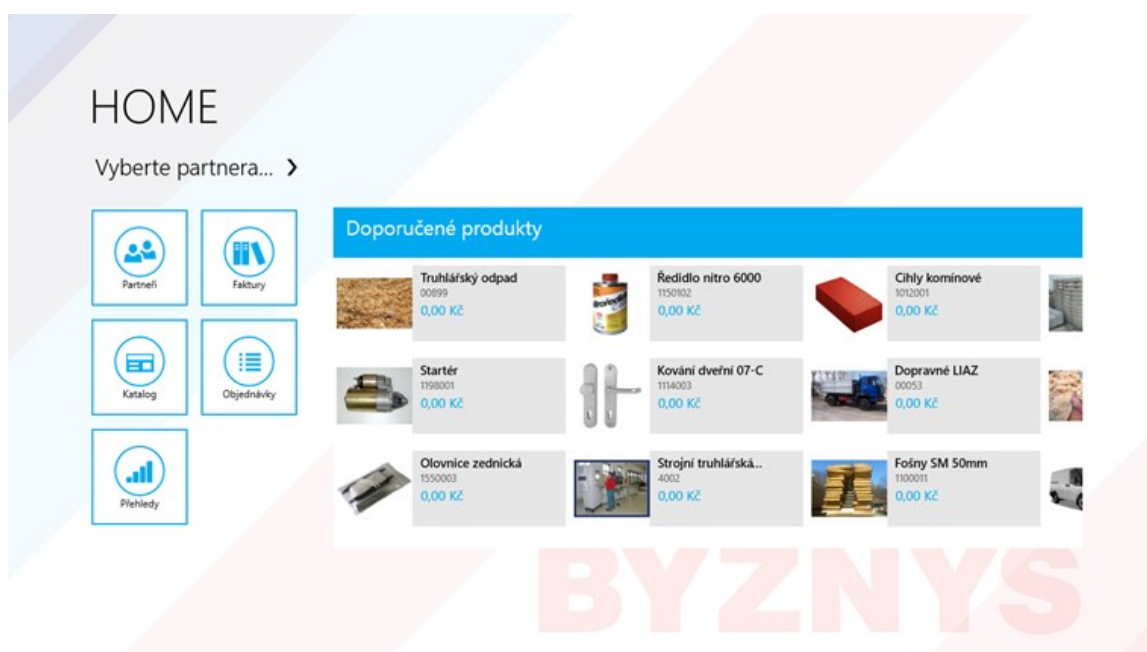 HOME
Vyberte partnera...
Partneři
Faktury
Katalog
Objednávky
Přehledy
Doporučené produkty
Truhlářský odpad
00899
0,00 Kč
Ředidlo nitro 6000
1150102
0,00 Kč
Cihly komínové
1012001
0,00 Kč
Startér
1198001
0,00 Kč
Kování dveřní 07-C
1114003
0,00 Kč
Dopravné LIAZ
00053
0,00 Kč
Olovnice zednická
1550003
0,00 Kč
Strojní truhlářská...
4002
0,00 Kč
Fošny SM 50mm
1100011
0,00 Kč
BYZNYS